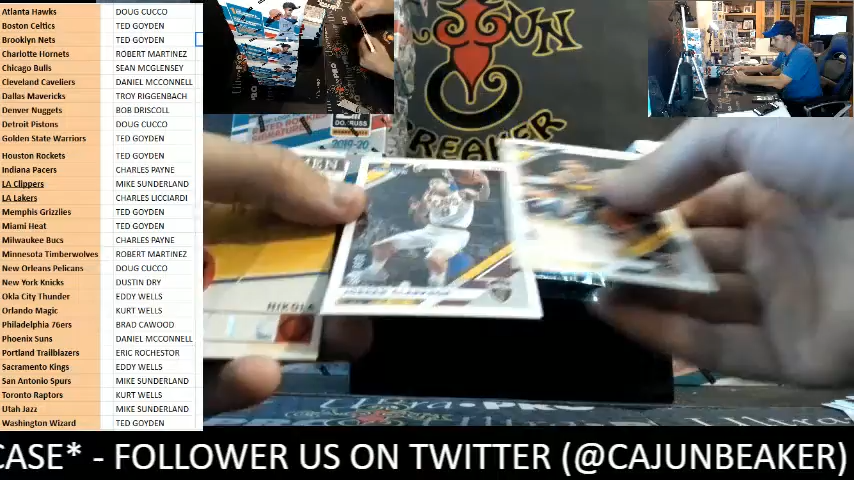 Atlanta Hawks DOUG CUCCO
Boston Celtics TED GOYDEN
Brooklyn Nets TED GOYDEN
Charlotte Hornets ROBERT MARTINEZ
Chicago Bulls SEAN MCGLENSEY
Cleveland Cavaliers DANIEL MCCONNELL
Dallas Mavericks TROY RIGGENBACH
Denver Nuggets BOB DRISCOLL
Detroit Pistons DOUG CUCCO
Golden State Warriors TED GOYDEN
Houston Rockets TED GOYDEN
Indiana Pacers CHARLES PAYNE
LA Clippers MIKE SUNDERLAND
LA Lakers CHARLES LICCIARDI
Memphis Grizzlies TED GOYDEN
Miami Heat TED GOYDEN
Milwaukee Bucs CHARLES PAYNE
Minnesota Timberwolves ROBERT MARTINEZ
New Orleans Pelicans DOUG CUCCO
New York Knicks DUSTIN DRY
Okla City Thunder EDDY WELLS
Orlando Magic KURT WELLS
Philadelphia 76ers BRAD CAWOOD
Phoenix Suns DANIEL MCCONNELL
Portland Trailblazers ERIC ROCHESTOR
Sacramento Kings EDDY WELLS
San Antonio Spurs MIKE SUNDERLAND
Toronto Raptors KURT WELLS
Utah Jazz MIKE SUNDERLAND
Washington Wizard TED GOYDEN
UN
BREAKER
2019-20
NIKOLA
PRO
CASE* - FOLLOWER US ON TWITTER (@CAJUNBEAKER)